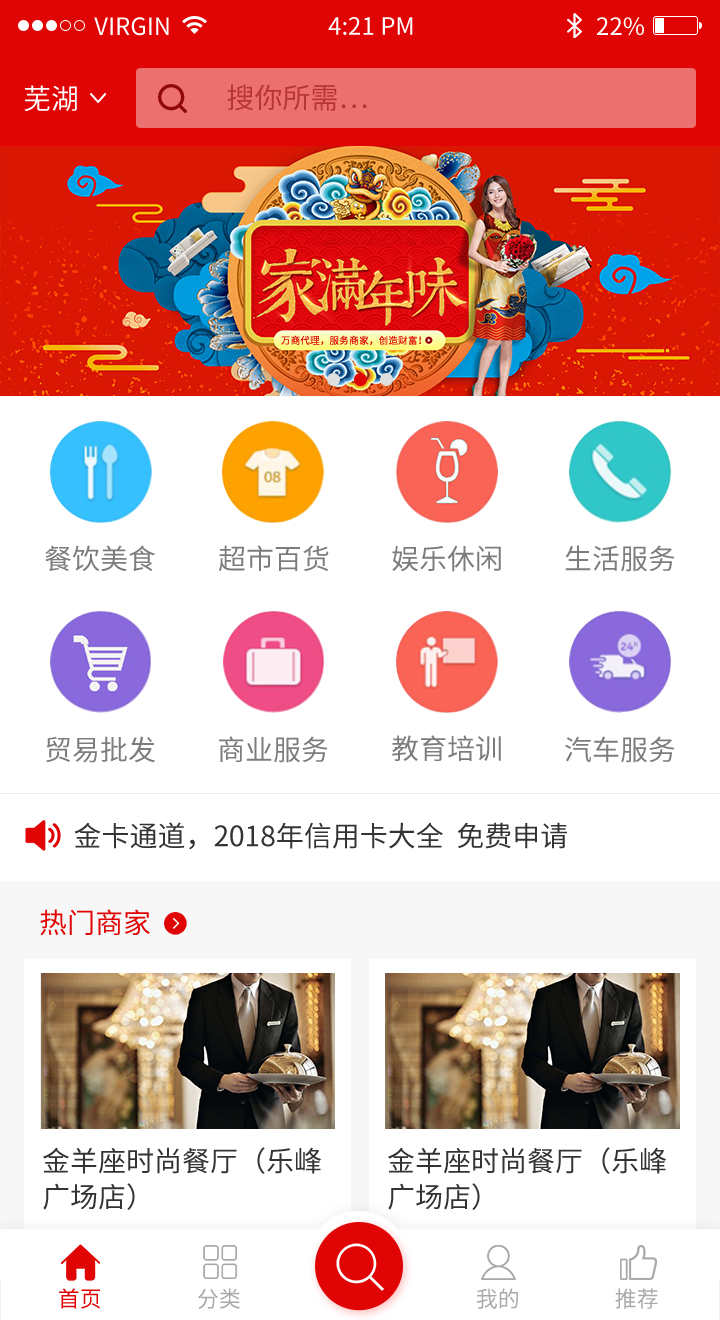 VIRGIN 4:21 PM 22%
芜湖 搜你所需...
家滿年味
万商代理，服务商家，创造财富！
08
餐饮美食 超市百货 娱乐休闲 生活服务
24h
贸易批发 商业服务 教育培训 汽车服务
金卡通道，2018年信用卡大全 免费申请
热门商家
金羊座时尚餐厅（乐峰广场店）
金羊座时尚餐厅（乐峰广场店）
首页 分类 我的 推荐